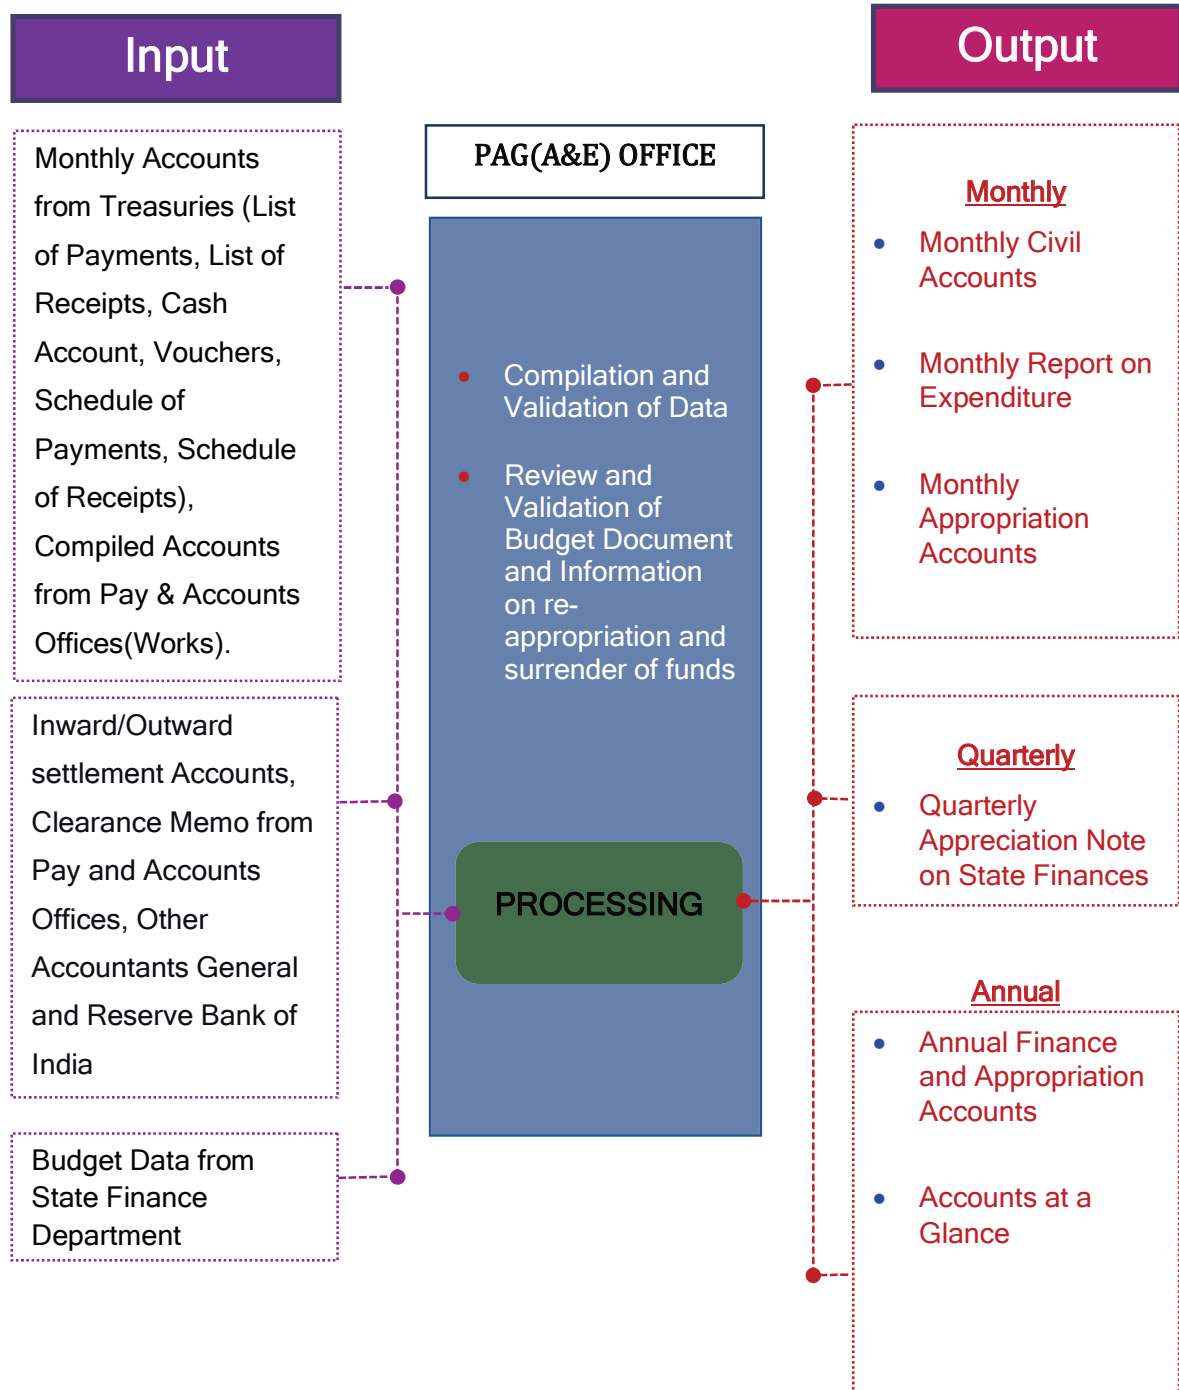 Input
Monthly Accounts
from Treasuries (List
of Payments, List of
Receipts, Cash
Account, Vouchers,
Schedule of
Payments, Schedule
of Receipts),
Compiled Accounts
from Pay & Accounts
Offices(Works).
Inward/Outward
settlement Accounts,
Clearance Memo from
Pay and Accounts
Offices, Other
Accountants General
and Reserve Bank of
India
Budget Data from
State Finance
Department
PAG(A&E) OFFICE
• Compilation and
Validation of Data
• Review and
Validation of
Budget Document
and Information
on re-
appropriation and
surrender of funds
PROCESSING
Output
Monthly
• Monthly Civil
Accounts
• Monthly Report on
Expenditure
• Monthly
Appropriation
Accounts
Quarterly
• Quarterly
Appreciation Note
on State Finances
Annual
• Annual Finance
and Appropriation
Accounts
• Accounts at a
Glance